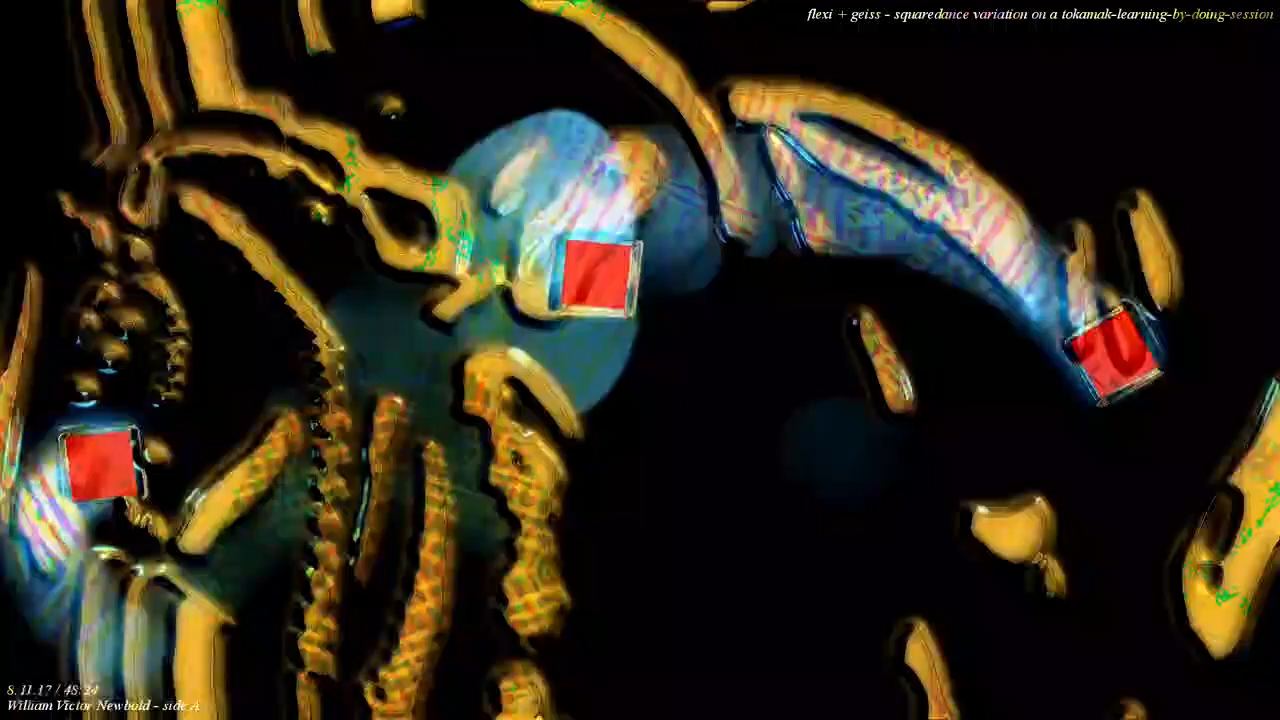 flexi + geiss - squaredance variation on a tokamak-learning-by-doing-session
8.11.17 / 48:24
William Victor Newbold - side A